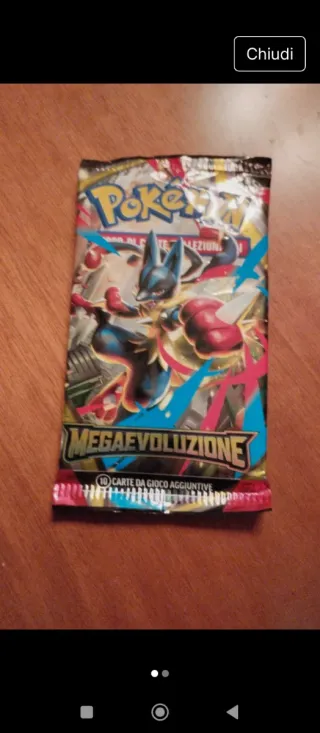 Chiudi
POKÉMON
MEGAEVOLUZIONE
10 CARTE DA GIOCO AGGIUNTIVE